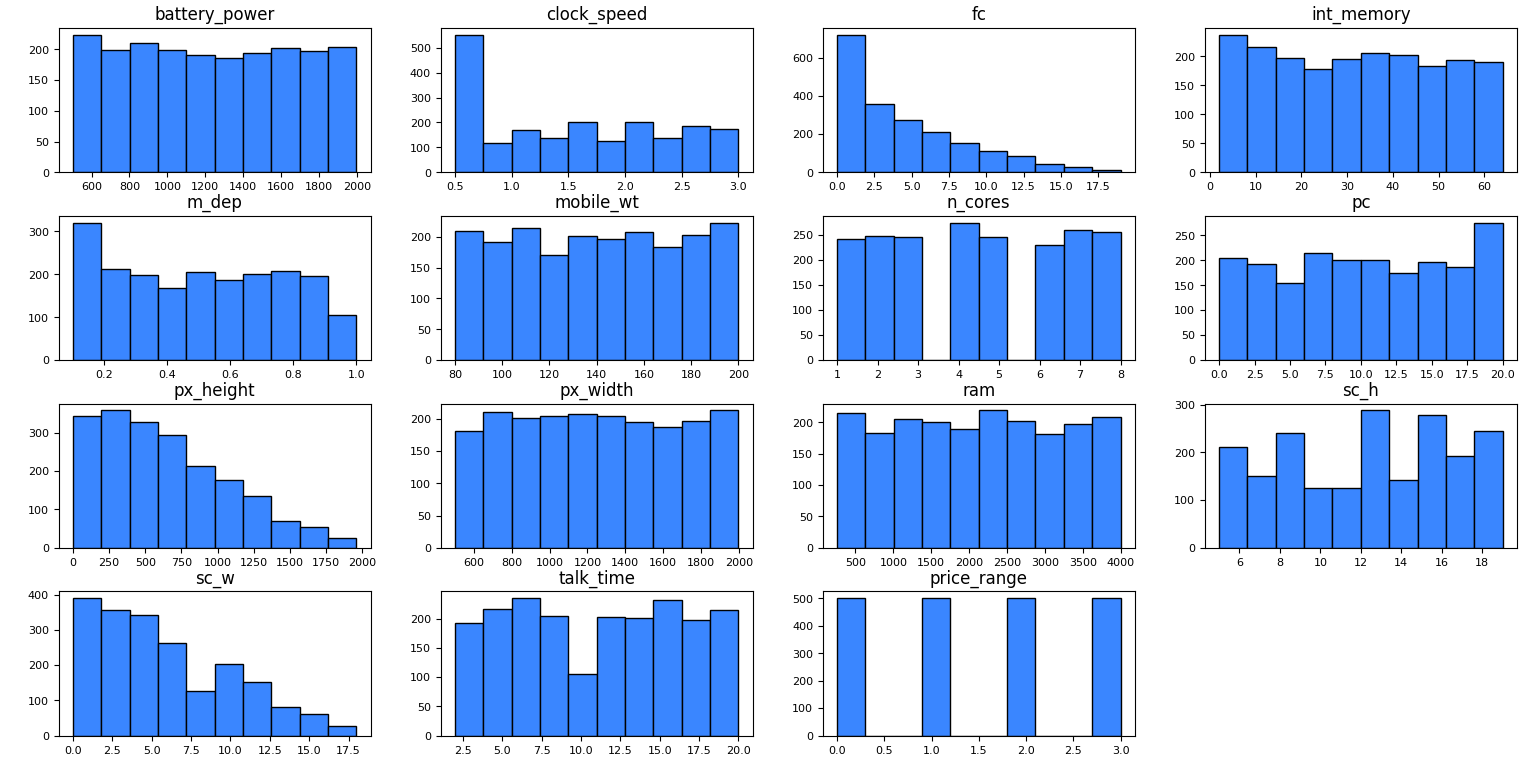 battery_power clock_speed fc int_memory
200 150 100 50 0
600 800 1000 1200 1400 1600 1800 2000
500 400 300 200 100 0
0.5 1.0 1.5 2.0 2.5 3.0
600 400 200 0
0.0 2.5 5.0 7.5 10.0 12.5 15.0 17.5
200 150 100 50 0
0 10 20 30 40 50 60
m_dep mobile_wt n_cores pc
300 200 100 0
0.2 0.4 0.6 0.8 1.0
200 150 100 50 0
80 100 120 140 160 180 200
250 200 150 100 50 0
1 2 3 4 5 6 7 8
250 200 150 100 50 0
0.0 2.5 5.0 7.5 10.0 12.5 15.0 17.5 20.0
px_height px_width ram sc_h
300 200 100 0
0 250 500 750 1000 1250 1500 1750 2000
200 150 100 50 0
600 800 1000 1200 1400 1600 1800 2000
200 150 100 50 0
500 1000 1500 2000 2500 3000 3500 4000
300 200 100 0
6 8 10 12 14 16 18
sc_w talk_time price_range
400 300 200 100 0
0.0 2.5 5.0 7.5 10.0 12.5 15.0 17.5
200 150 100 50 0
2.5 5.0 7.5 10.0 12.5 15.0 17.5 20.0
500 400 300 200 100 0
0.0 0.5 1.0 1.5 2.0 2.5 3.0